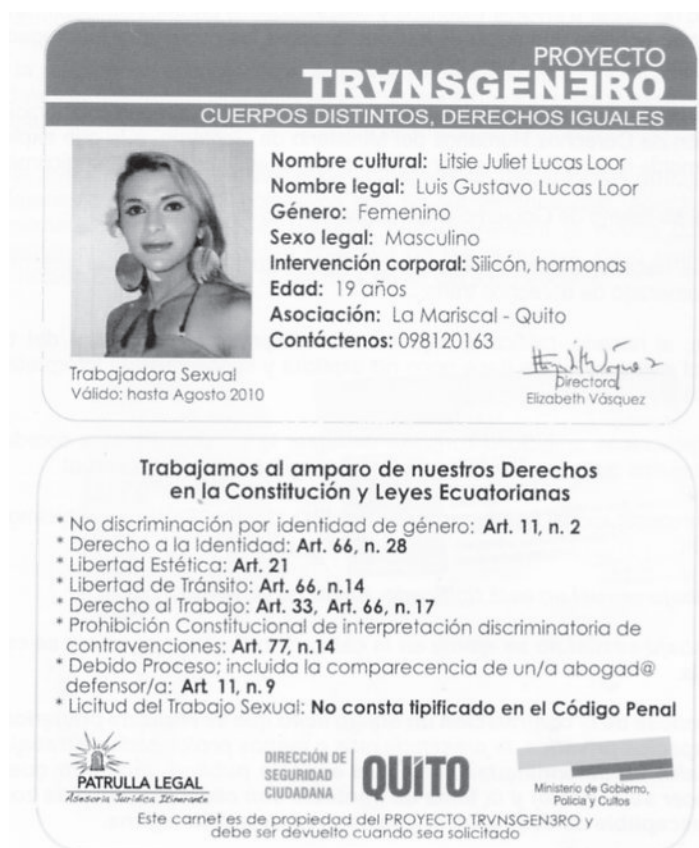 PROYECTO
TRⱯNSGENƎRO
CUERPOS DISTINTOS, DERECHOS IGUALES
Nombre cultural: Litsie Juliet Lucas Loor
Nombre legal: Luis Gustavo Lucas Loor
Género: Femenino
Sexo legal: Masculino
Intervención corporal: Silicón, hormonas
Edad: 19 años
Asociación: La Mariscal - Quito
Contáctenos: 098120163
Trabajadora Sexual
Válido: hasta Agosto 2010
Directora
Elizabeth Vásquez
Trabajamos al amparo de nuestros Derechos
en la Constitución y Leyes Ecuatorianas
* No discriminación por identidad de género: Art. 11, n. 2
* Derecho a la Identidad: Art. 66, n. 28
* Libertad Estética: Art. 21
* Libertad de Tránsito: Art. 66, n.14
* Derecho al Trabajo: Art. 33, Art. 66, n.17
* Prohibición Constitucional de interpretación discriminatoria de
contravenciones: Art. 77, n.14
* Debido Proceso; incluida la comparecencia de un/a abogad@
defensor/a: Art 11, n.9
* Licitud del Trabajo Sexual: No consta tipificado en el Código Penal
PATRULLA LEGAL
Asesoría Jurídica Itinerante
DIRECCIÓN DE
SEGURIDAD
CIUDADANA
QUITO
Ministerio de Gobierno,
Policía y Cultos
Este carnet es de propiedad del PROYECTO TRVNSGEN3RO y
debe ser devuelto cuando sea solicitado